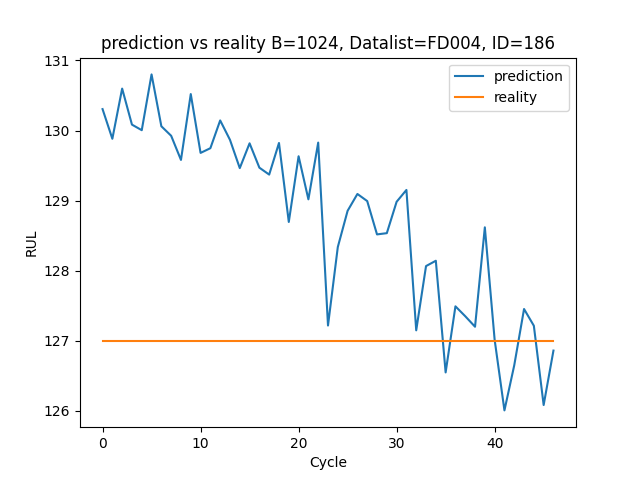 prediction vs reality B=1024, Datalist=FD004, ID=186
prediction
reality
RUL
131
130
129
128
127
126
0 10 20 30 40
Cycle